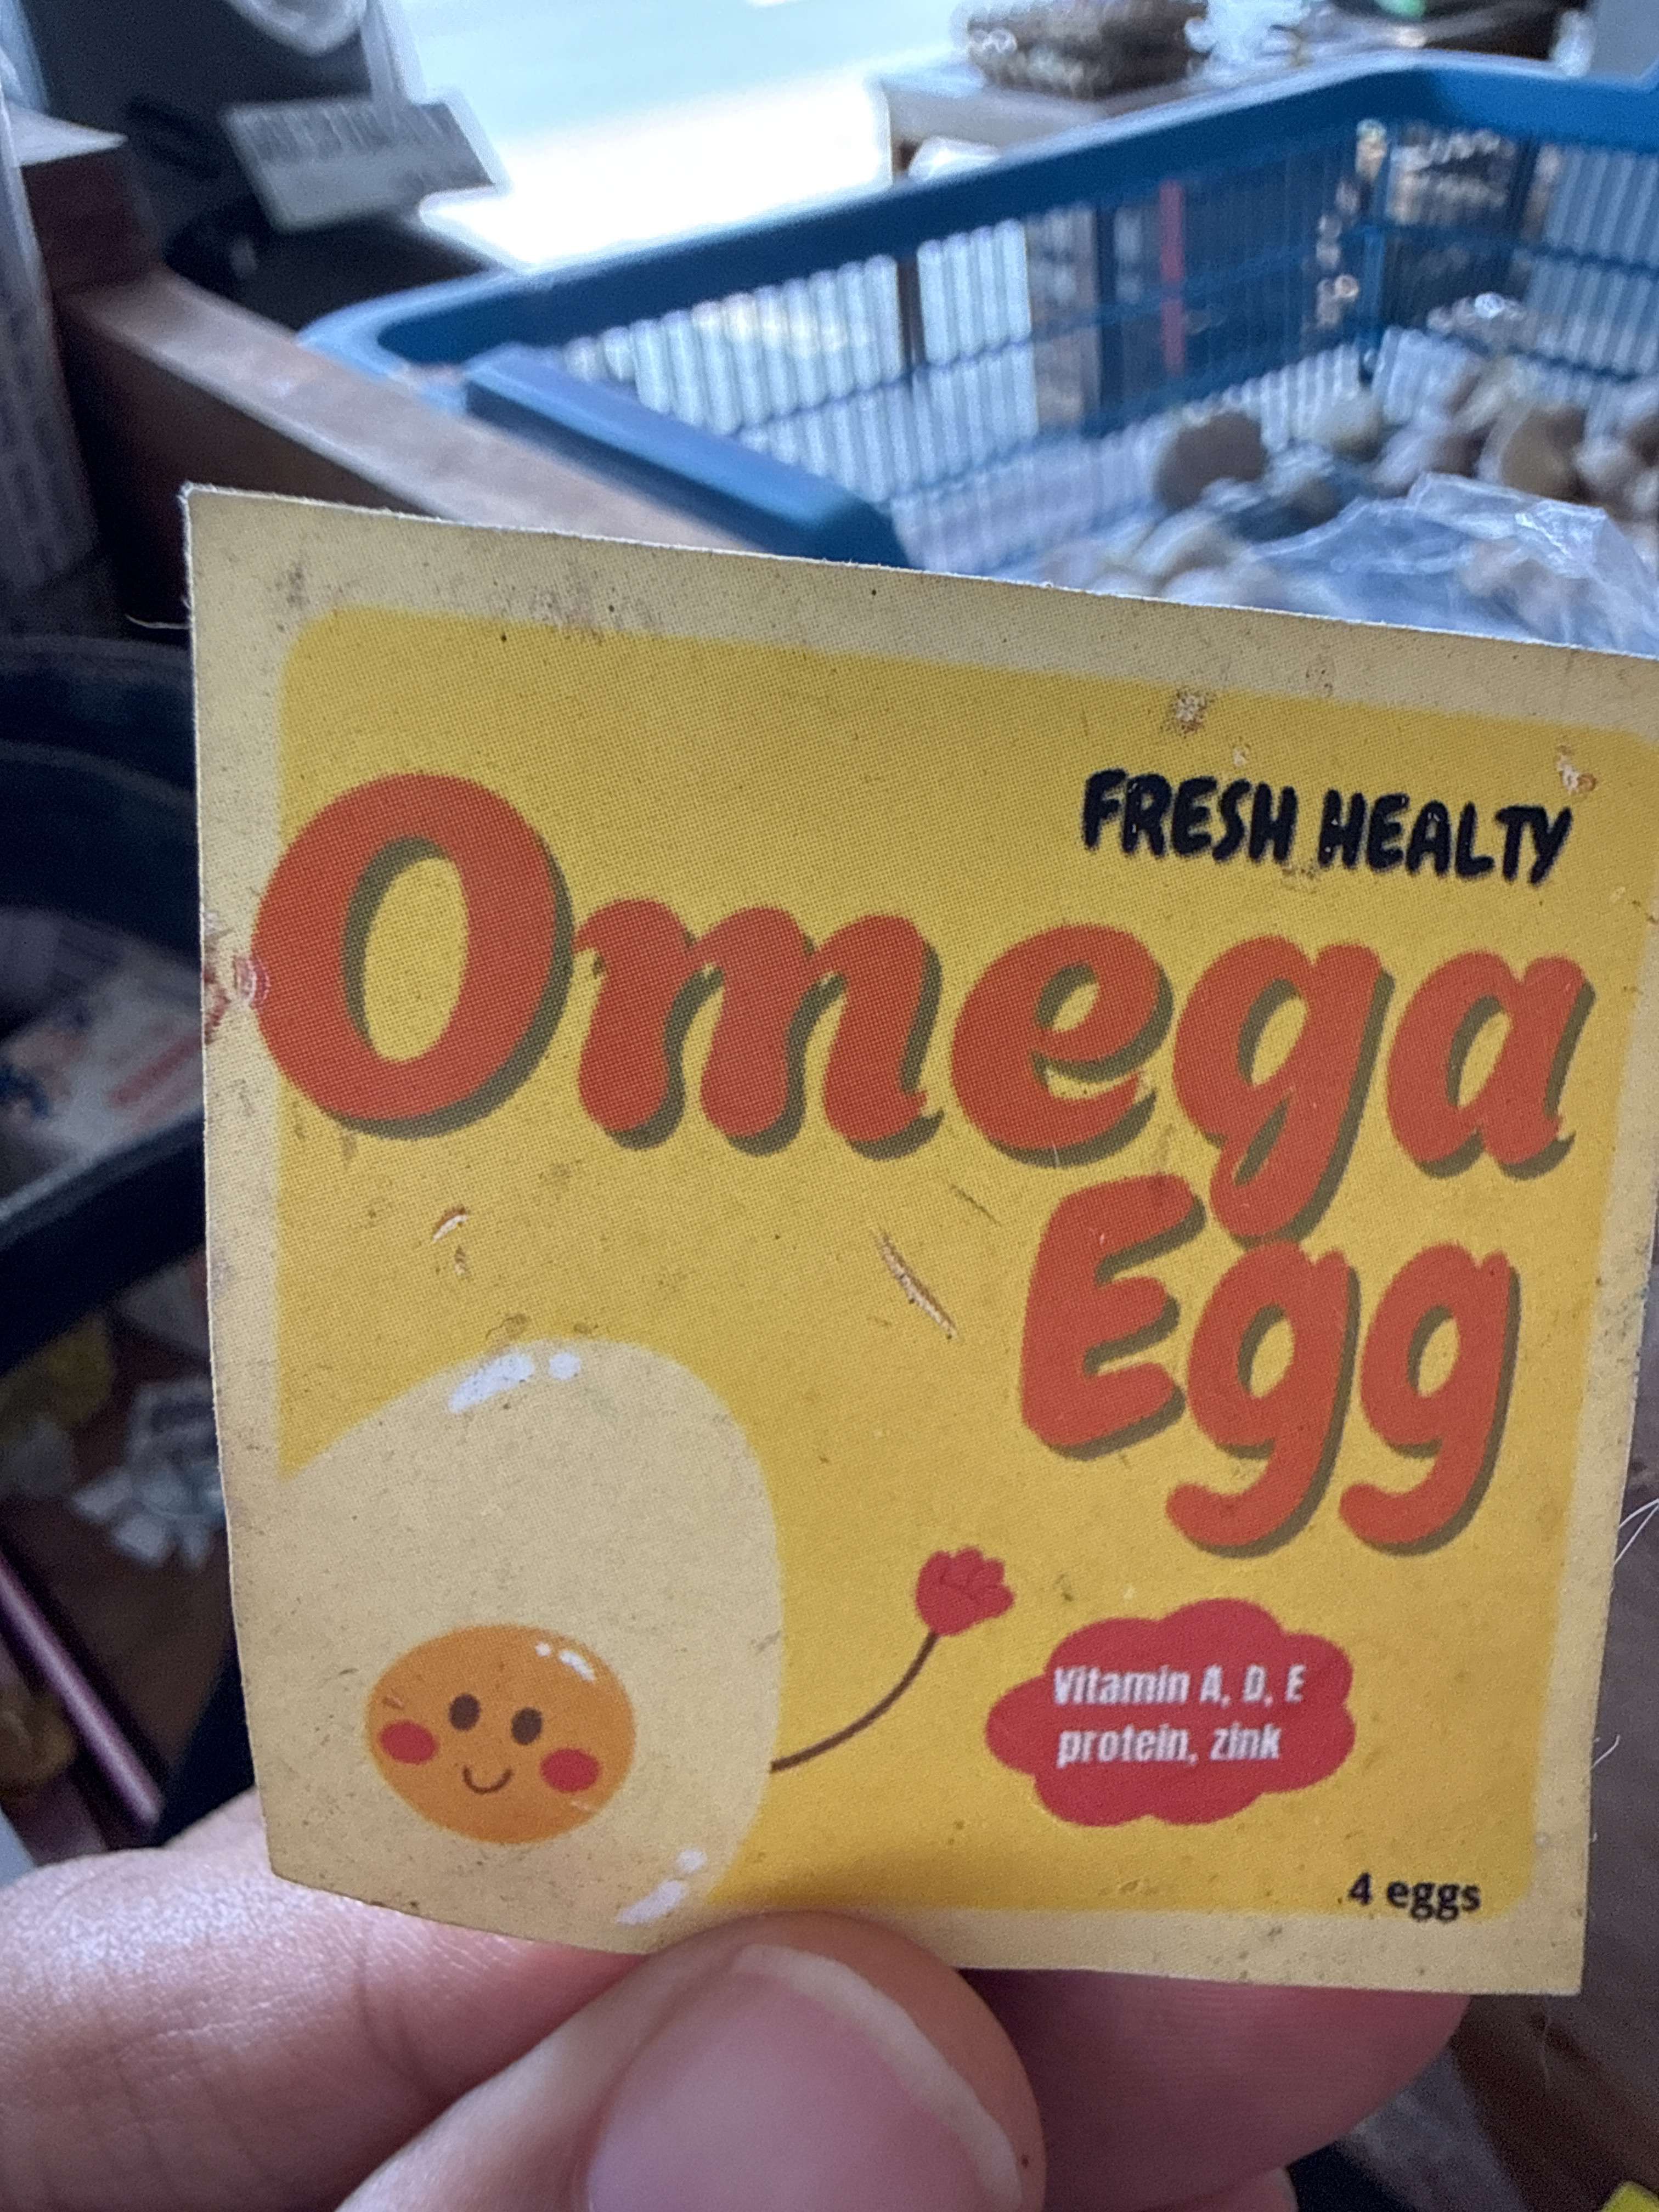 FRESH HEALTY
Omega
Egg
Vitamin A, D, E
protein, zink
4 eggs